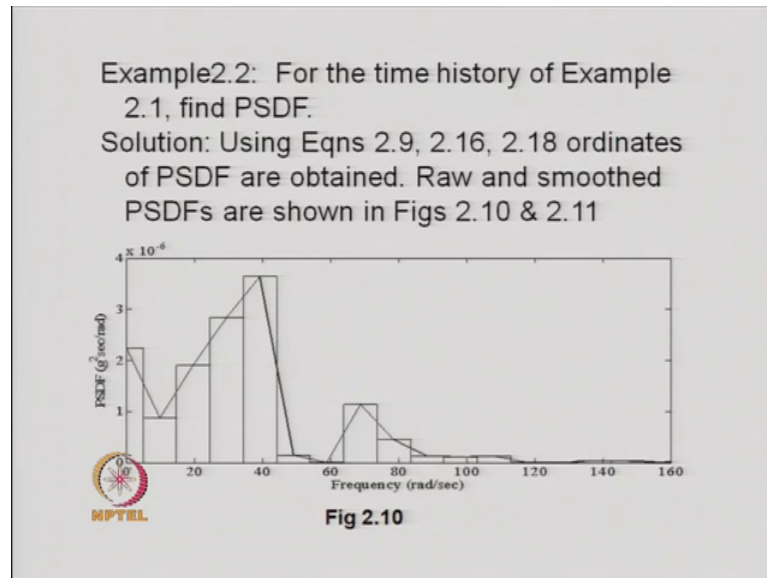 Example2.2: For the time history of Example
2.1, find PSDF.
Solution: Using Eqns 2.9, 2.16, 2.18 ordinates
of PSDF are obtained. Raw and smoothed
PSDFs are shown in Figs 2.10 & 2.11
4 x 10^-6
3
2
1
0
PSDF (g^2sec/rad)
0 20 40 60 80 100 120 140 160
Frequency (rad/sec)
NPTEL
Fig 2.10